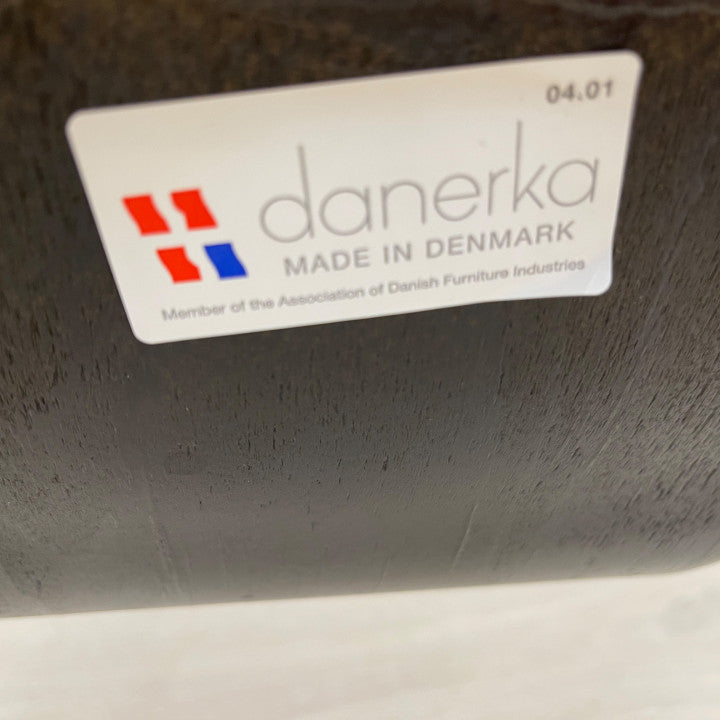 04.01
danerka
MADE IN DENMARK
Member of the Association of Danish Furniture Industries